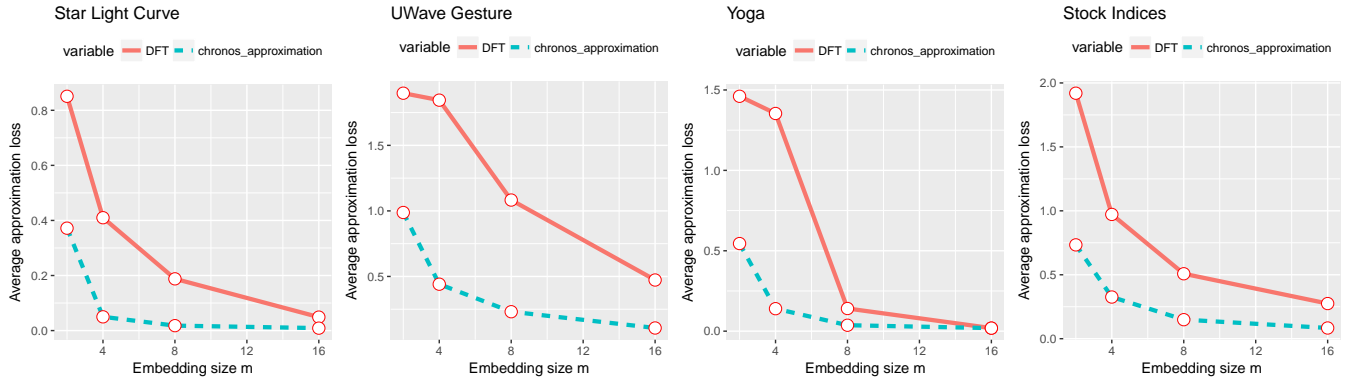 Star Light Curve
variable DFT chronos_approximation
Average approximation loss
0.8
0.6
0.4
0.2
0.0
4 8 12 16
Embedding size m
UWave Gesture
variable DFT chronos_approximation
Average approximation loss
1.5
1.0
0.5
4 8 12 16
Embedding size m
Yoga
variable DFT chronos_approximation
Average approximation loss
1.5
1.0
0.5
0.0
4 8 12 16
Embedding size m
Stock Indices
variable DFT chronos_approximation
Average approximation loss
2.0
1.5
1.0
0.5
0.0
4 8 12 16
Embedding size m